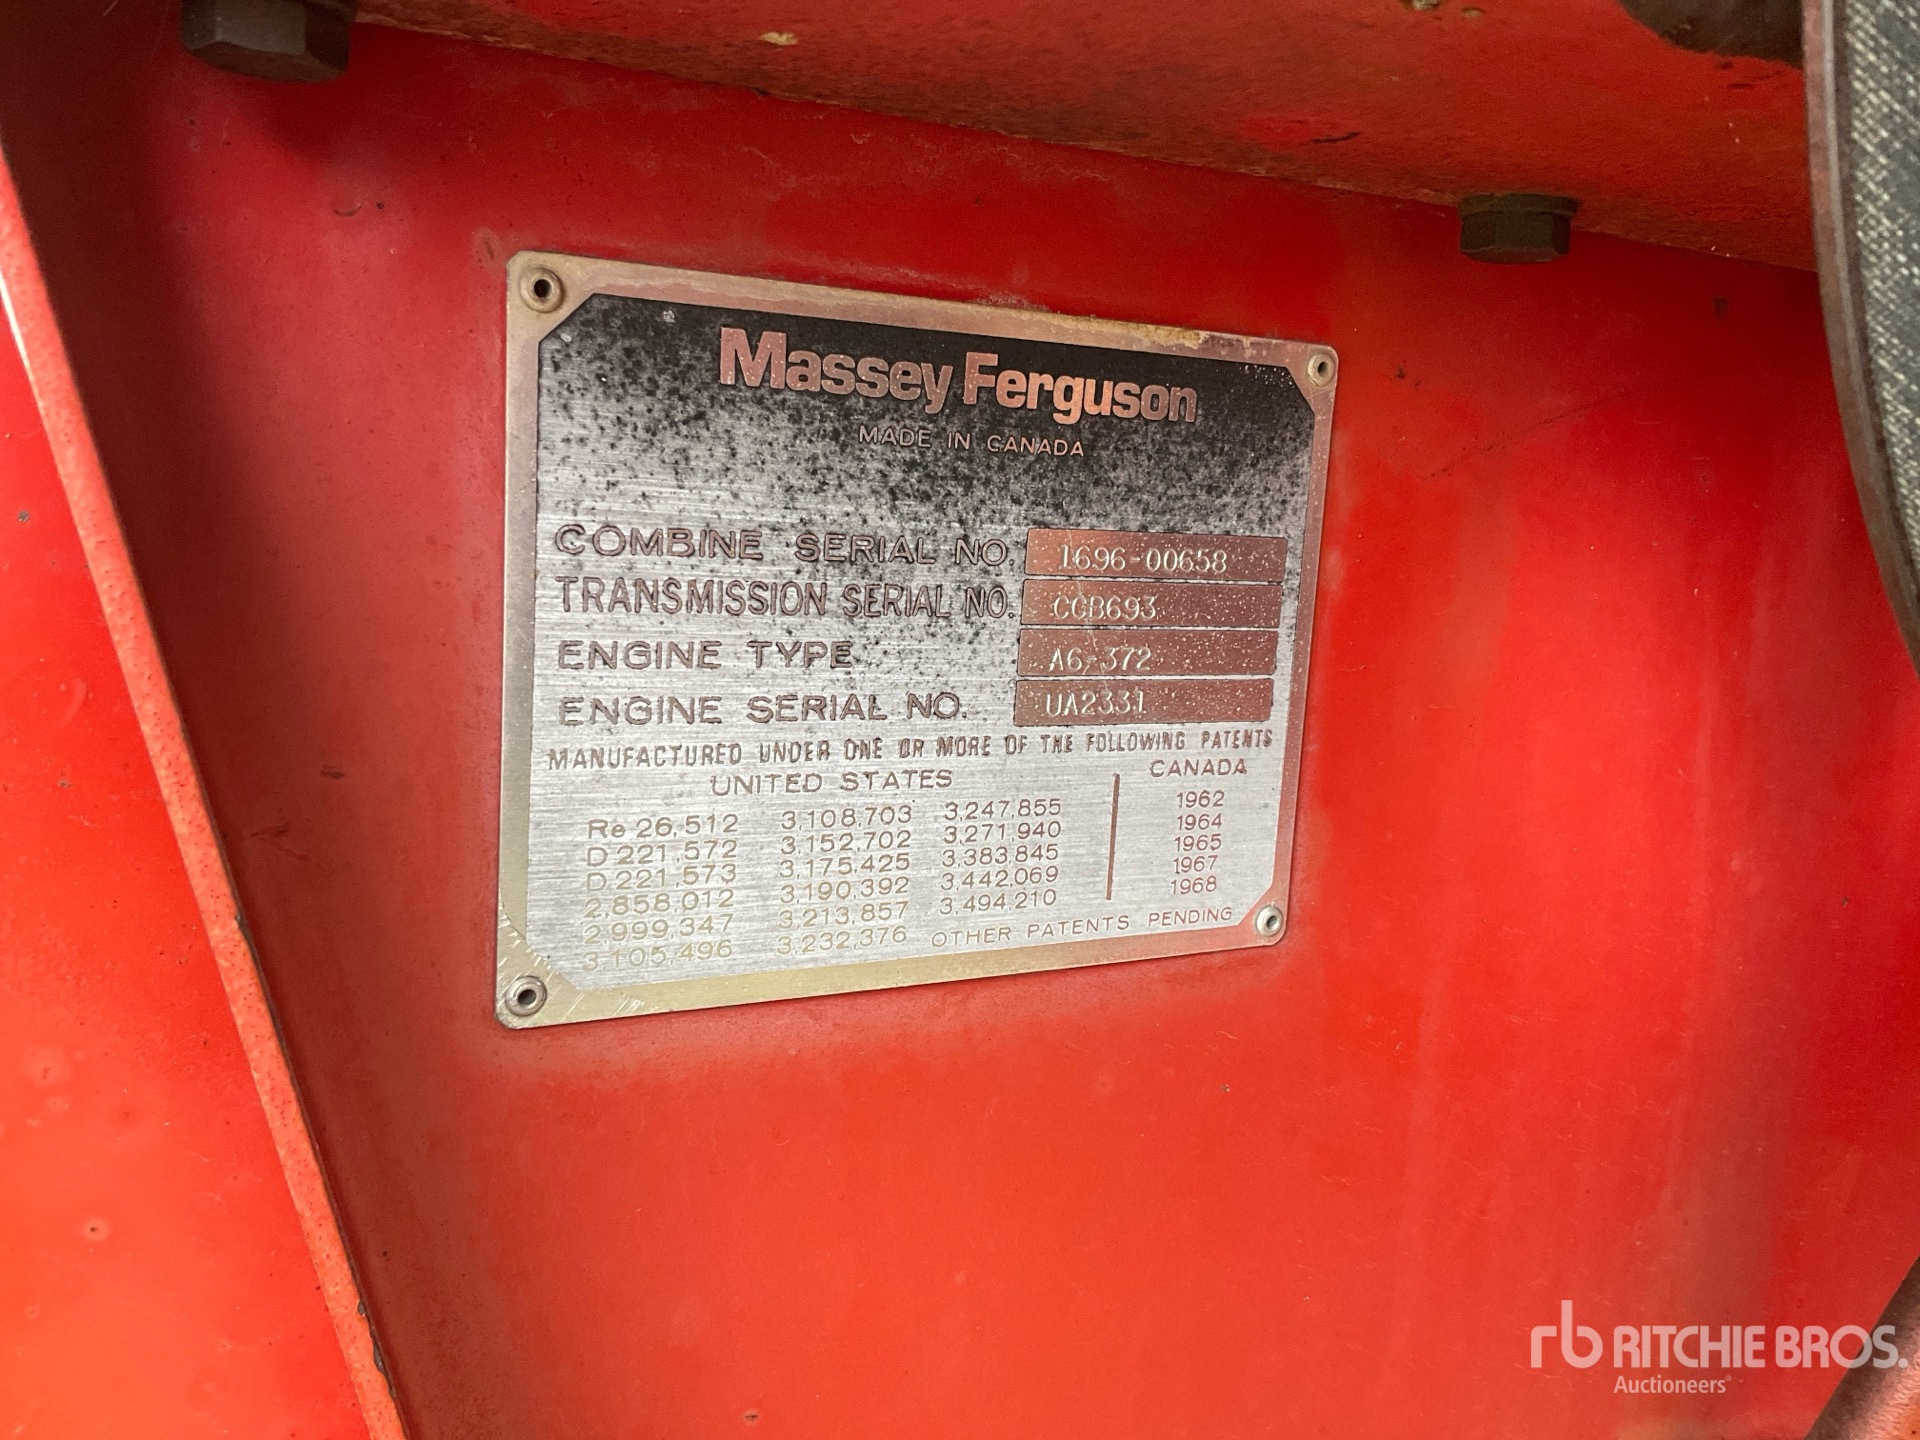 Massey Ferguson
MADE IN CANADA
COMBINE SERIAL NO. 1696-00658
TRANSMISSION SERIAL NO. CCB693
ENGINE TYPE A6-372
ENGINE SERIAL NO. UA2331
MANUFACTURED UNDER ONE OR MORE OF THE FOLLOWING PATENTS
UNITED STATES CANADA
Re 26,512 3,108,703 3,247,855 1962
D 221,572 3,152,702 3,271,940 1964
D 221,573 3,175,425 3,383,845 1965
2,858,012 3,190,392 3,442,069 1967
2,999,347 3,213,857 3,494,210 1968
3,105,496 3,232,376 OTHER PATENTS PENDING
rb RITCHIE BROS.
Auctioneers